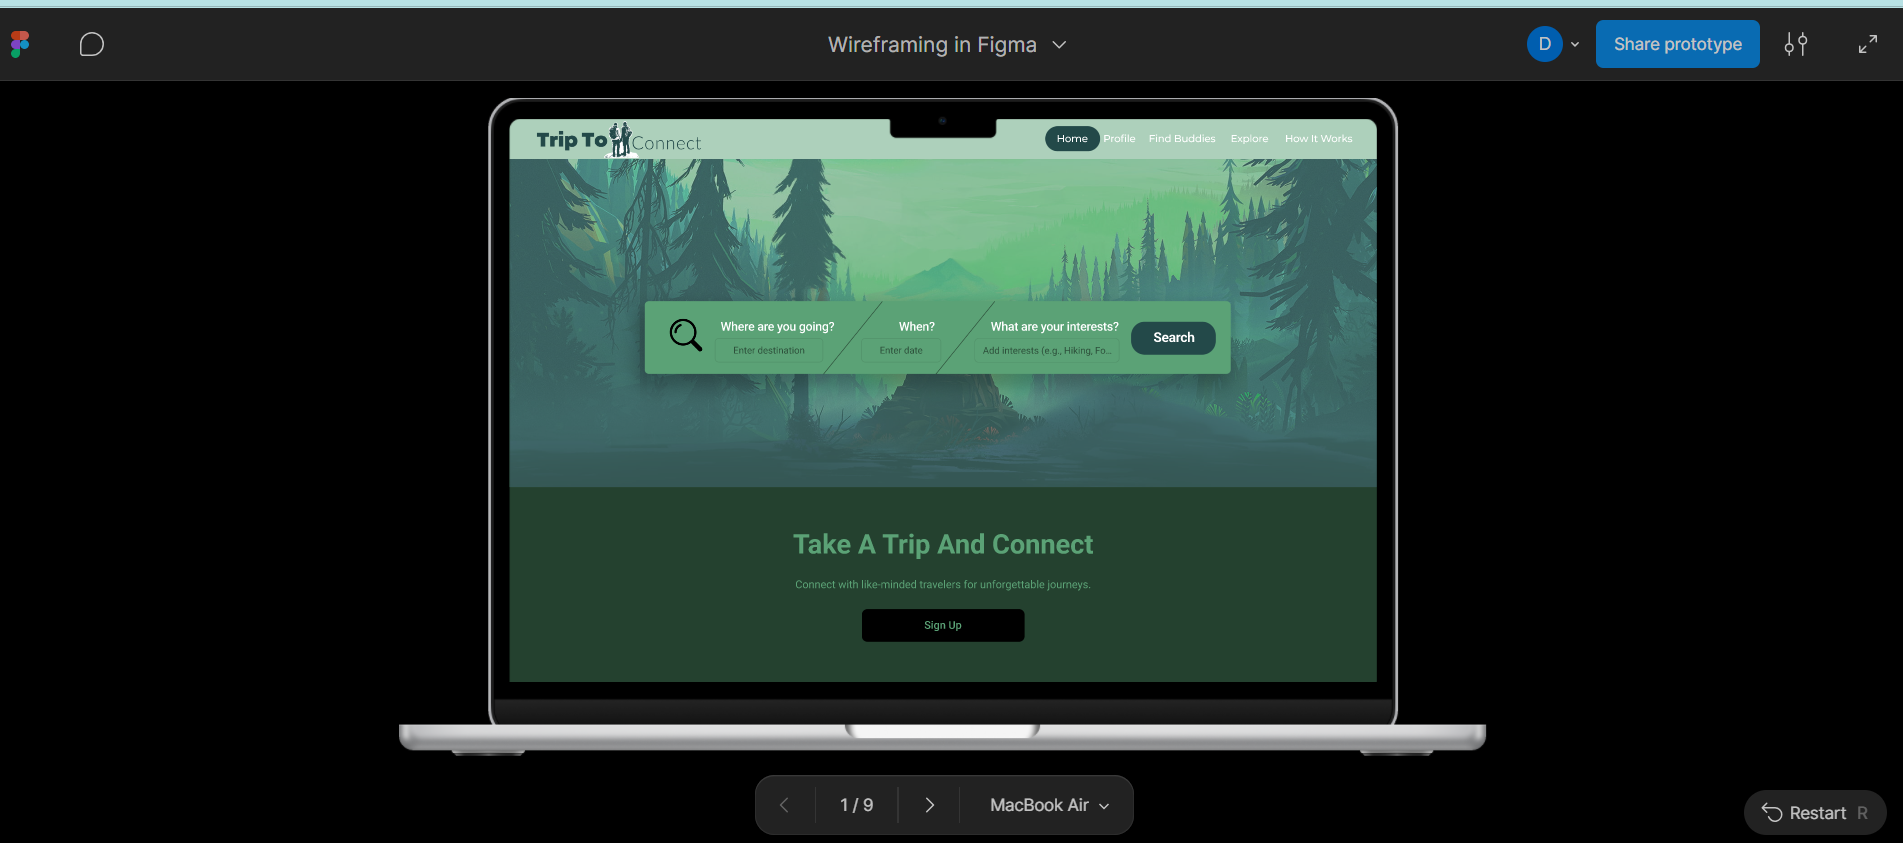 Wireframing in Figma
D
Share prototype
Trip To Connect
Home Profile Find Buddies Explore How It Works
Where are you going? When? What are your interests?
Search
Enter destination Enter date Add interests (e.g., Hiking, Fo...
Take A Trip And Connect
Connect with like-minded travelers for unforgettable journeys.
Sign Up
1 / 9 MacBook Air
Restart R